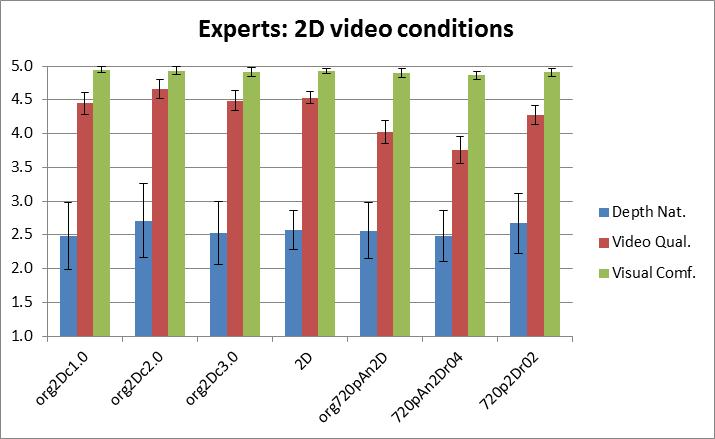 Experts: 2D video conditions
5.0
4.5
4.0
3.5
3.0
2.5
2.0
1.5
1.0
org2Dc1.0
org2Dc2.0
org2Dc3.0
2D
org720pAn2D
720pAn2Dr04
720p2Dr02
Depth Nat.
Video Qual.
Visual Comf.